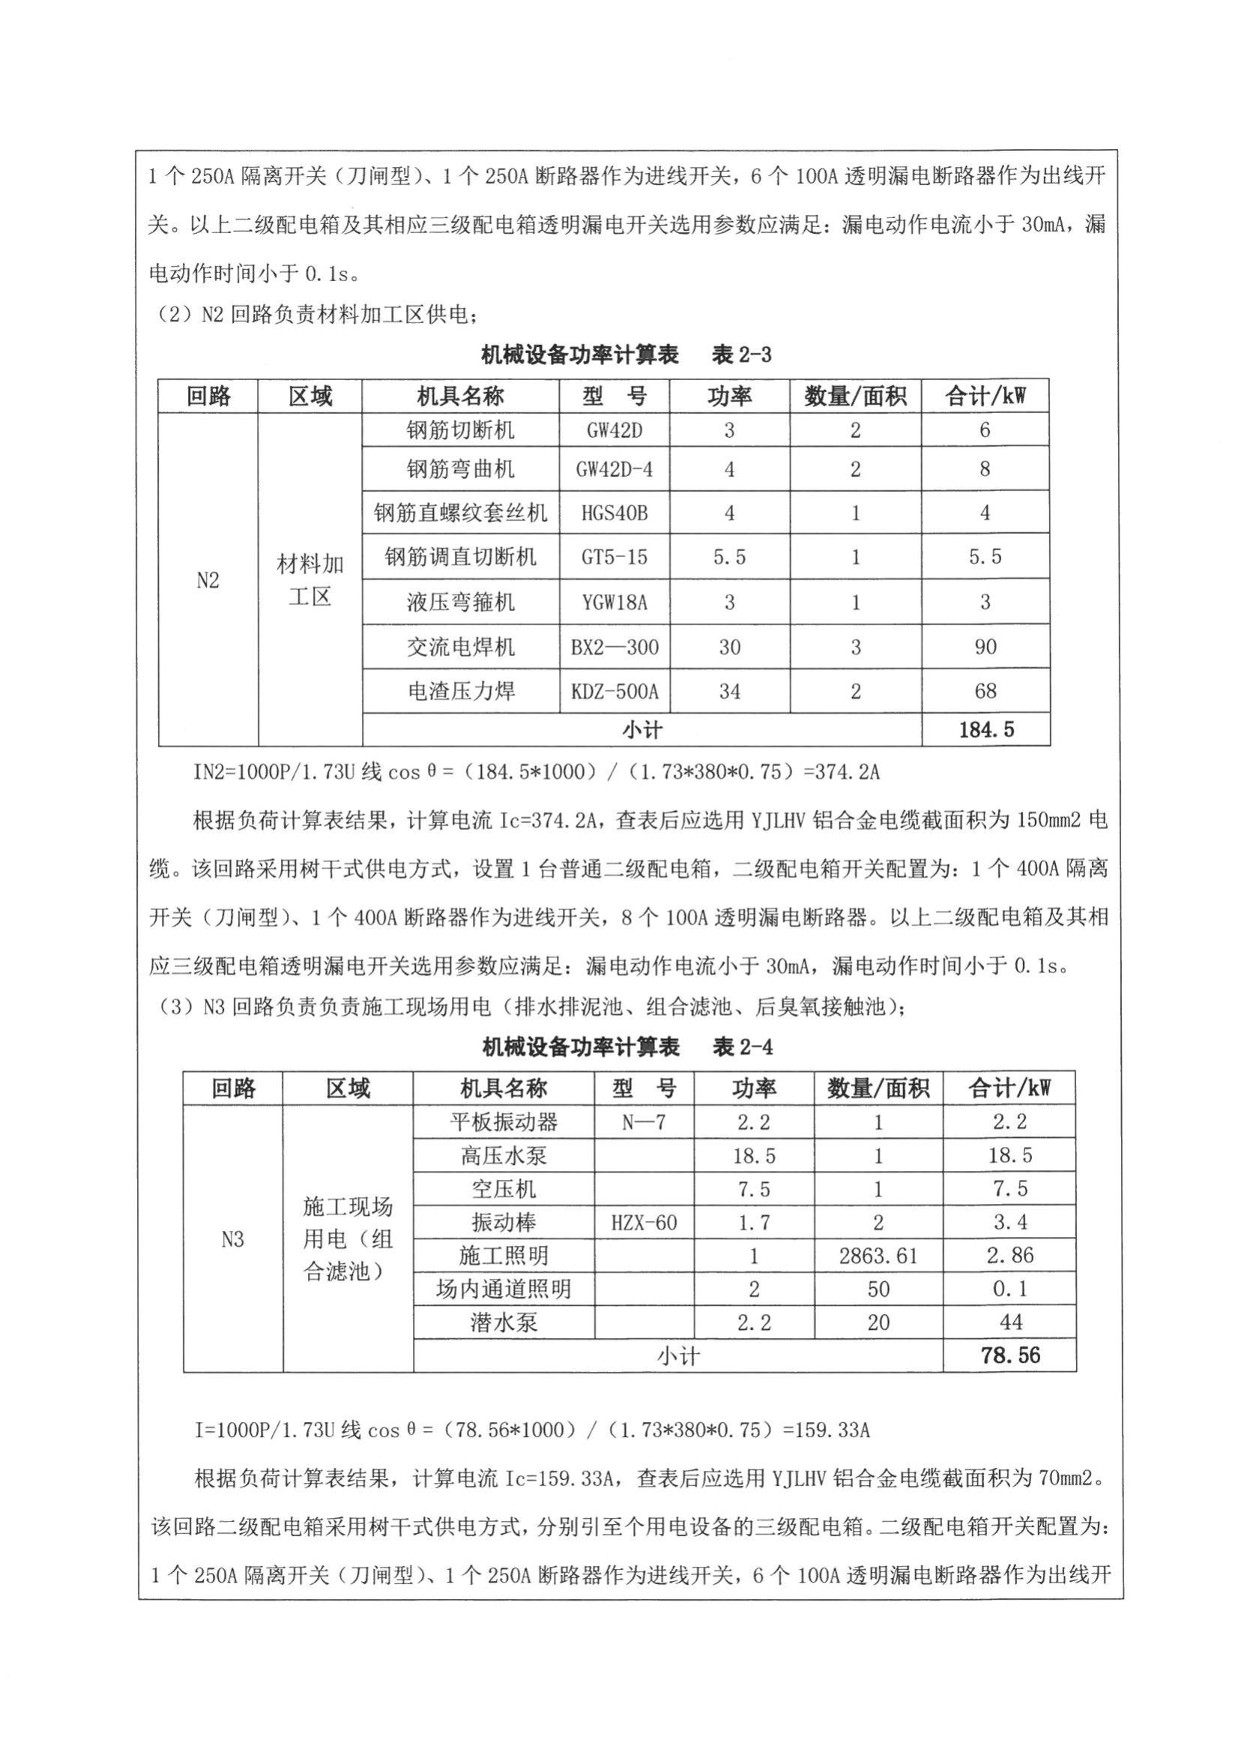 1 个 250A 隔离开关（刀闸型）、1 个 250A 断路器作为进线开关，6 个 100A 透明漏电断路器作为出线开
关。以上二级配电箱及其相应三级配电箱透明漏电开关选用参数应满足：漏电动作电流小于 30mA，漏
电动作时间小于 0.1s。
（2）N2 回路负责材料加工区供电；
机械设备功率计算表 表 2-3
回路 区域 机具名称 型 号 功率 数量/面积 合计/kW
钢筋切断机 GW42D 3 2 6
钢筋弯曲机 GW42D-4 4 2 8
钢筋直螺纹套丝机 HGS40B 4 1 4
N2 材料加
工区
钢筋调直切断机 GT5-15 5.5 1 5.5
液压弯箍机 YGW18A 3 1 3
交流电焊机 BX2—300 30 3 90
电渣压力焊 KDZ-500A 34 2 68
小计 184.5
IN2=1000P/1.73U 线 cosθ=（184.5*1000）/（1.73*380*0.75）=374.2A
根据负荷计算表结果，计算电流 Ic=374.2A，查表后应选用 YJLHV 铝合金电缆截面积为 150mm2 电
缆。该回路采用树干式供电方式，设置 1 台普通二级配电箱，二级配电箱开关配置为：1 个 400A 隔离
开关（刀闸型）、1 个 400A 断路器作为进线开关，8 个 100A 透明漏电断路器。以上二级配电箱及其相
应三级配电箱透明漏电开关选用参数应满足：漏电动作电流小于 30mA，漏电动作时间小于 0.1s。
（3）N3 回路负责负责施工现场用电（排水排泥池、组合滤池、后臭氧接触池）；
机械设备功率计算表 表 2-4
回路 区域 机具名称 型 号 功率 数量/面积 合计/kW
平板振动器 N—7 2.2 1 2.2
高压水泵 18.5 1 18.5
空压机 7.5 1 7.5
N3 施工现场
用电（组
合滤池）
振动棒 HZX-60 1.7 2 3.4
施工照明 1 2863.61 2.86
场内通道照明 2 50 0.1
潜水泵 2.2 20 44
小计 78.56
I=1000P/1.73U 线 cosθ=（78.56*1000）/（1.73*380*0.75）=159.33A
根据负荷计算表结果，计算电流 Ic=159.33A，查表后应选用 YJLHV 铝合金电缆截面积为 70mm2。
该回路二级配电箱采用树干式供电方式，分别引至个用电设备的三级配电箱。二级配电箱开关配置为：
1 个 250A 隔离开关（刀闸型）、1 个 250A 断路器作为进线开关，6 个 100A 透明漏电断路器作为出线开